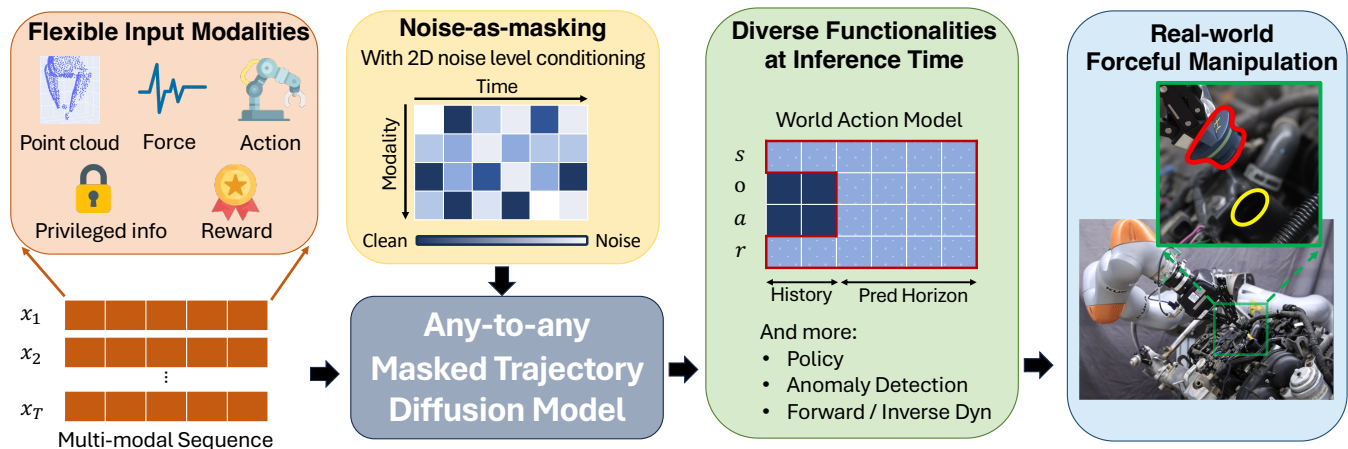 Flexible Input Modalities
Point cloud
Force
Action
Privileged info
Reward
x₁
x₂
⋮
x_T
Multi-modal Sequence
Noise-as-masking
With 2D noise level conditioning
Time
Modality
Clean
Noise
Any-to-any
Masked Trajectory
Diffusion Model
Diverse Functionalities
at Inference Time
World Action Model
s
o
a
r
History
Pred Horizon
And more:
• Policy
• Anomaly Detection
• Forward / Inverse Dyn
Real-world
Forceful Manipulation